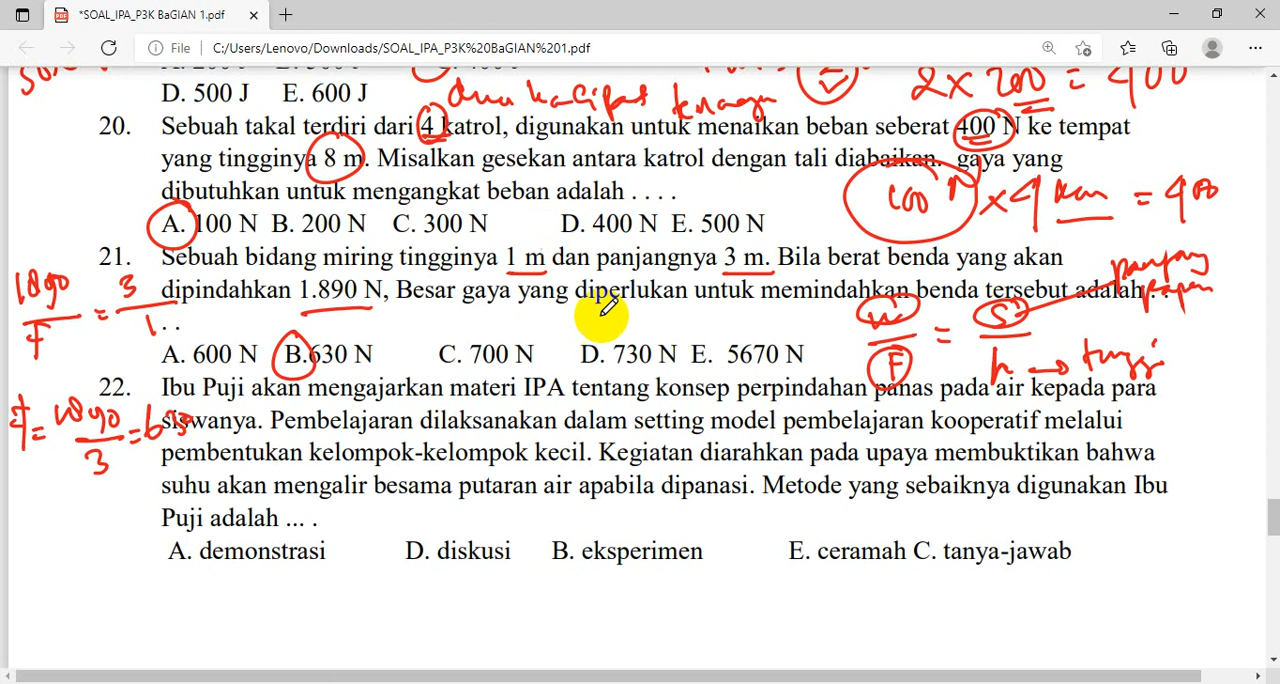 *SOAL_IPA_P3K BaGIAN 1.pdf
File C:/Users/Lenovo/Downloads/SOAL_IPA_P3K%20BaGIAN%201.pdf
2 x 200 = 400
D. 500 J E. 600 J
dua kali
20. Sebuah takal terdiri dari 4 katrol, digunakan untuk menaikan beban seberat 400 N ke tempat
yang tingginya 8 m. Misalkan gesekan antara katrol dengan tali diabaikan. gaya yang
dibutuhkan untuk mengangkat beban adalah . . . .
100 N x 4 = 400
A. 100 N B. 200 N C. 300 N D. 400 N E. 500 N
21. Sebuah bidang miring tingginya 1 m dan panjangnya 3 m. Bila berat benda yang akan
dipindahkan 1.890 N, Besar gaya yang diperlukan untuk memindahkan benda tersebut adalah . .
. .
panjang
papan
1890 / F = 3 / 1
w / F = S / h → tinggi
A. 600 N B.630 N C. 700 N D. 730 N E. 5670 N
22. Ibu Puji akan mengajarkan materi IPA tentang konsep perpindahan panas pada air kepada para
siswanya. Pembelajaran dilaksanakan dalam setting model pembelajaran kooperatif melalui
pembentukan kelompok-kelompok kecil. Kegiatan diarahkan pada upaya membuktikan bahwa
suhu akan mengalir besama putaran air apabila dipanasi. Metode yang sebaiknya digunakan Ibu
Puji adalah ... .
F = 1890 / 3 = 630
A. demonstrasi D. diskusi B. eksperimen E. ceramah C. tanya-jawab